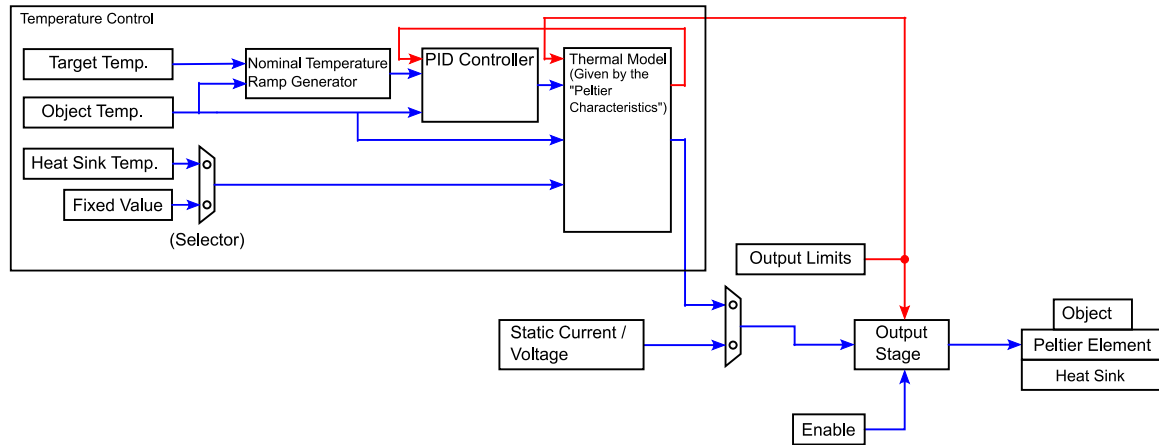 Temperature Control
Target Temp.
Nominal Temperature
Ramp Generator
PID Controller
Thermal Model
(Given by the
"Peltier
Characteristics")
Object Temp.
Heat Sink Temp.
Fixed Value
(Selector)
Output Limits
Static Current /
Voltage
Output
Stage
Object
Peltier Element
Heat Sink
Enable